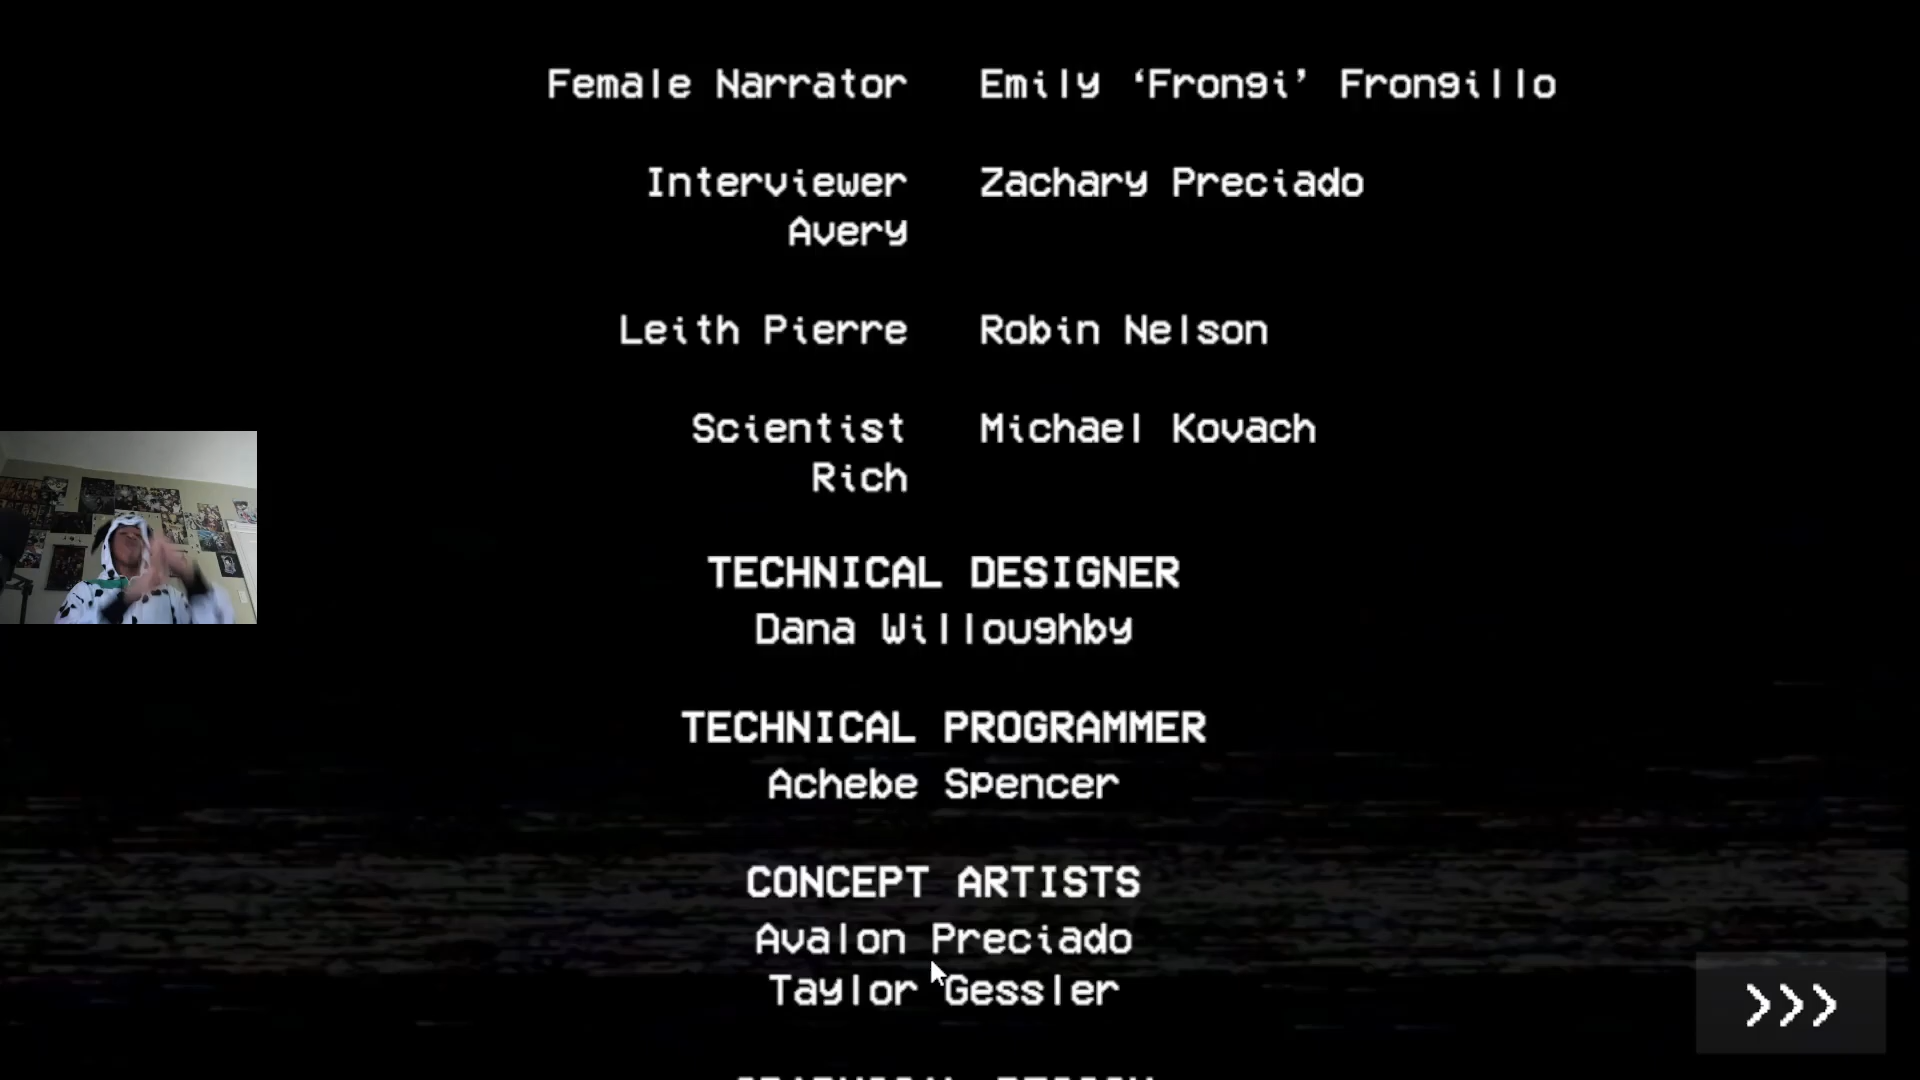 Female Narrator Emily ‘Frongi’ Frongillo
Interviewer Zachary Preciado
Avery
Leith Pierre Robin Nelson
Scientist Michael Kovach
Rich
TECHNICAL DESIGNER
Dana Willoughby
TECHNICAL PROGRAMMER
Achebe Spencer
CONCEPT ARTISTS
Avalon Preciado
Taylor Gessler
>>>